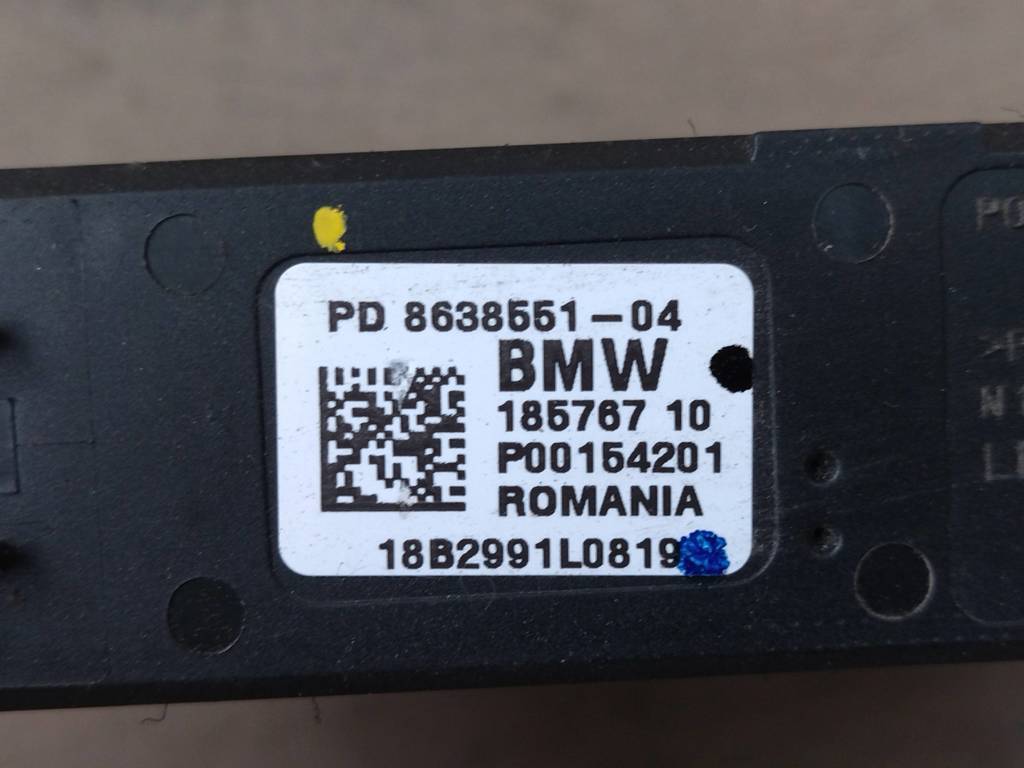 PD 8638551-04
BMW
185767 10
P00154201
ROMANIA
18B2991L0819